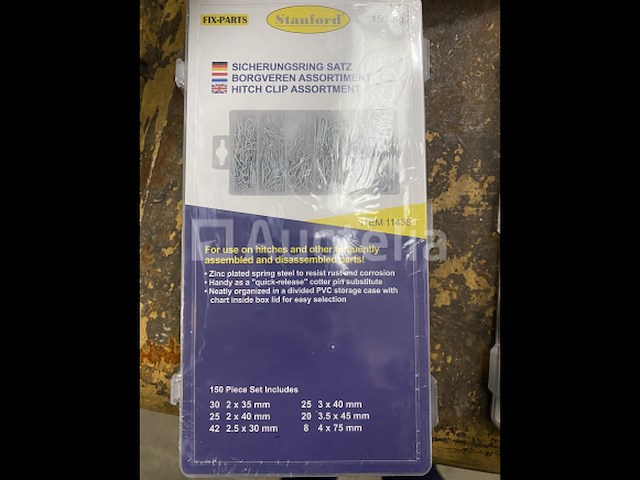 FIX-PARTS
Stanford
SICHERUNGSRING SATZ
BORGVEREN ASSORTIMENT
HITCH CLIP ASSORTMENT
ITEM 11438
Auctelia
For use on hitches and other frequently
assembled and disassembled parts!
• Zinc plated spring steel to resist rust and corrosion
• Handy as a "quick-release" cotter pin substitute
• Neatly organized in a divided PVC storage case with
chart inside box lid for easy selection
150 Piece Set Includes
30 2 x 35 mm 25 3 x 40 mm
25 2 x 40 mm 20 3.5 x 45 mm
42 2.5 x 30 mm 8 4 x 75 mm